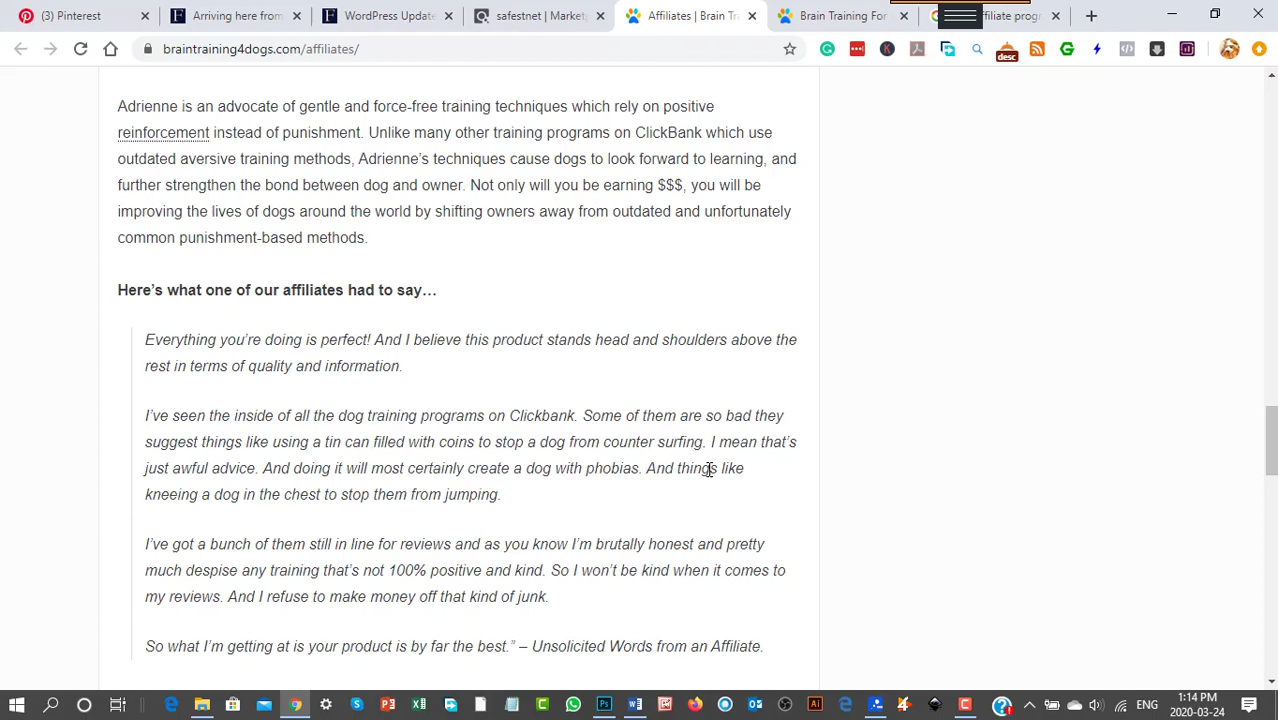 Pinterest
Arriving Fees for
WordPress Update
satistnet | Market
Affiliates | Brain Tr
Brain Training For
ffiliate prog
braintraining4dogs.com/affiliates/
desc
Adrienne is an advocate of gentle and force-free training techniques which rely on positive
reinforcement instead of punishment. Unlike many other training programs on ClickBank which use
outdated aversive training methods, Adrienne's techniques cause dogs to look forward to learning, and
further strengthen the bond between dog and owner. Not only will you be earning $$$, you will be
improving the lives of dogs around the world by shifting owners away from outdated and unfortunately
common punishment-based methods.
Here's what one of our affiliates had to say…
Everything you're doing is perfect! And I believe this product stands head and shoulders above the
rest in terms of quality and information.
I've seen the inside of all the dog training programs on Clickbank. Some of them are so bad they
suggest things like using a tin can filled with coins to stop a dog from counter surfing. I mean that's
just awful advice. And doing it will most certainly create a dog with phobias. And things like
kneeing a dog in the chest to stop them from jumping.
I've got a bunch of them still in line for reviews and as you know I'm brutally honest and pretty
much despise any training that's not 100% positive and kind. So I won't be kind when it comes to
my reviews. And I refuse to make money off that kind of junk.
So what I'm getting at is your product is by far the best." – Unsolicited Words from an Affiliate.
ENG
1:14 PM
2020-03-24